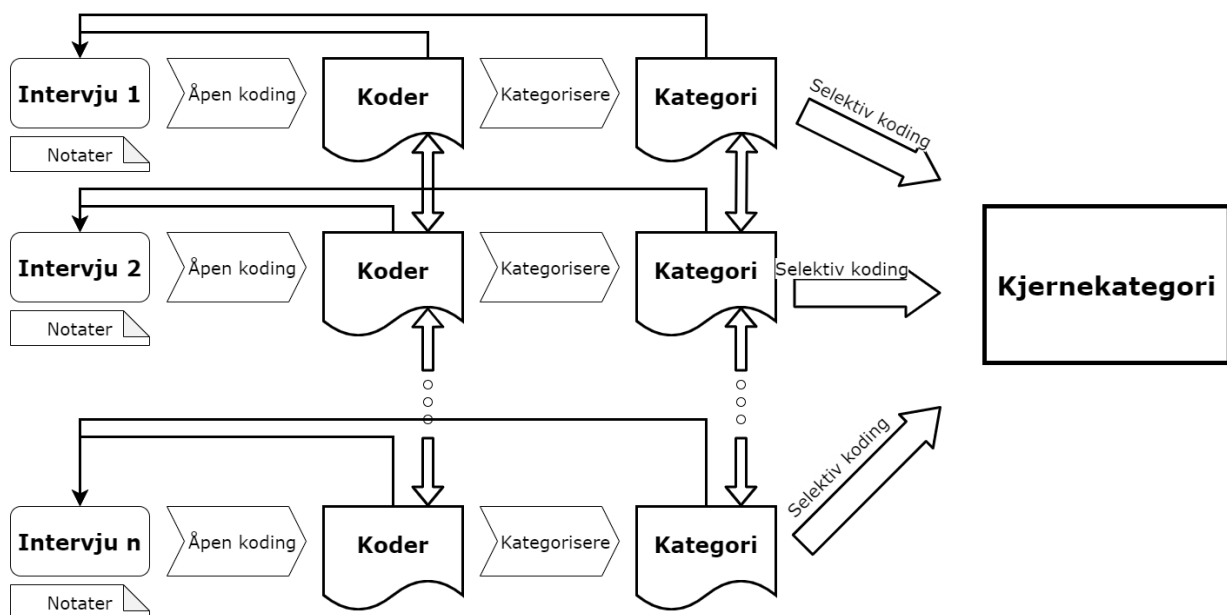 Intervju 1
Åpen koding
Koder
Kategorisere
Kategori
Selektiv koding
Notater
Intervju 2
Åpen koding
Koder
Kategorisere
Kategori
Selektiv koding
Kjernekategori
Notater
Intervju n
Åpen koding
Koder
Kategorisere
Kategori
Selektiv koding
Notater